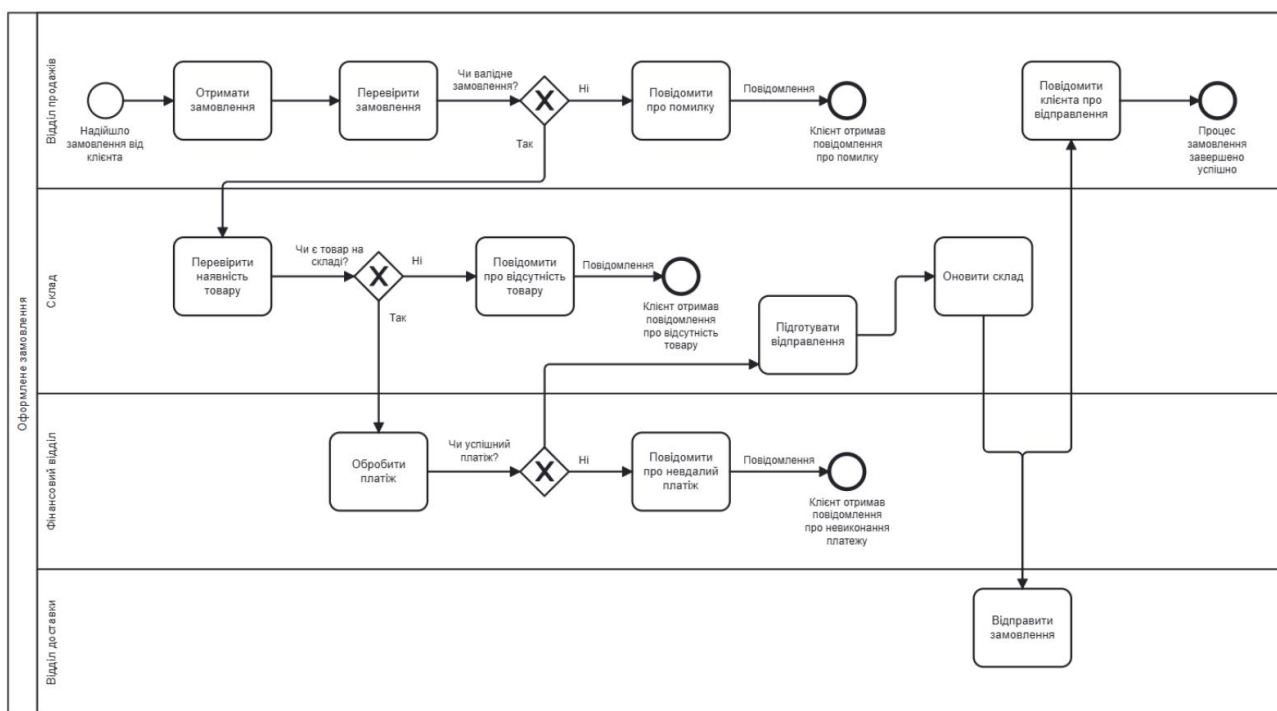 Оформлене замовлення
Відділ продажів
Надійшло
замовлення від
клієнта
Отримати
замовлення
Перевірити
замовлення
Чи валідне
замовлення?
Ні
Так
Повідомити
про помилку
Повідомлення
Клієнт отримав
повідомлення
про помилку
Повідомити
клієнта про
відправлення
Процес
замовлення
завершено
успішно
Склад
Перевірити
наявність
товару
Чи є товар на
складі?
Ні
Так
Повідомити
про відсутність
товару
Повідомлення
Клієнт отримав
повідомлення
про відсутність
товару
Підготувати
відправлення
Оновити склад
Фінансовий відділ
Обробити
платіж
Чи успішний
платіж?
Ні
Повідомити
про невдалий
платіж
Повідомлення
Клієнт отримав
повідомлення
про невиконання
платежу
Відділ доставки
Відправити
замовлення